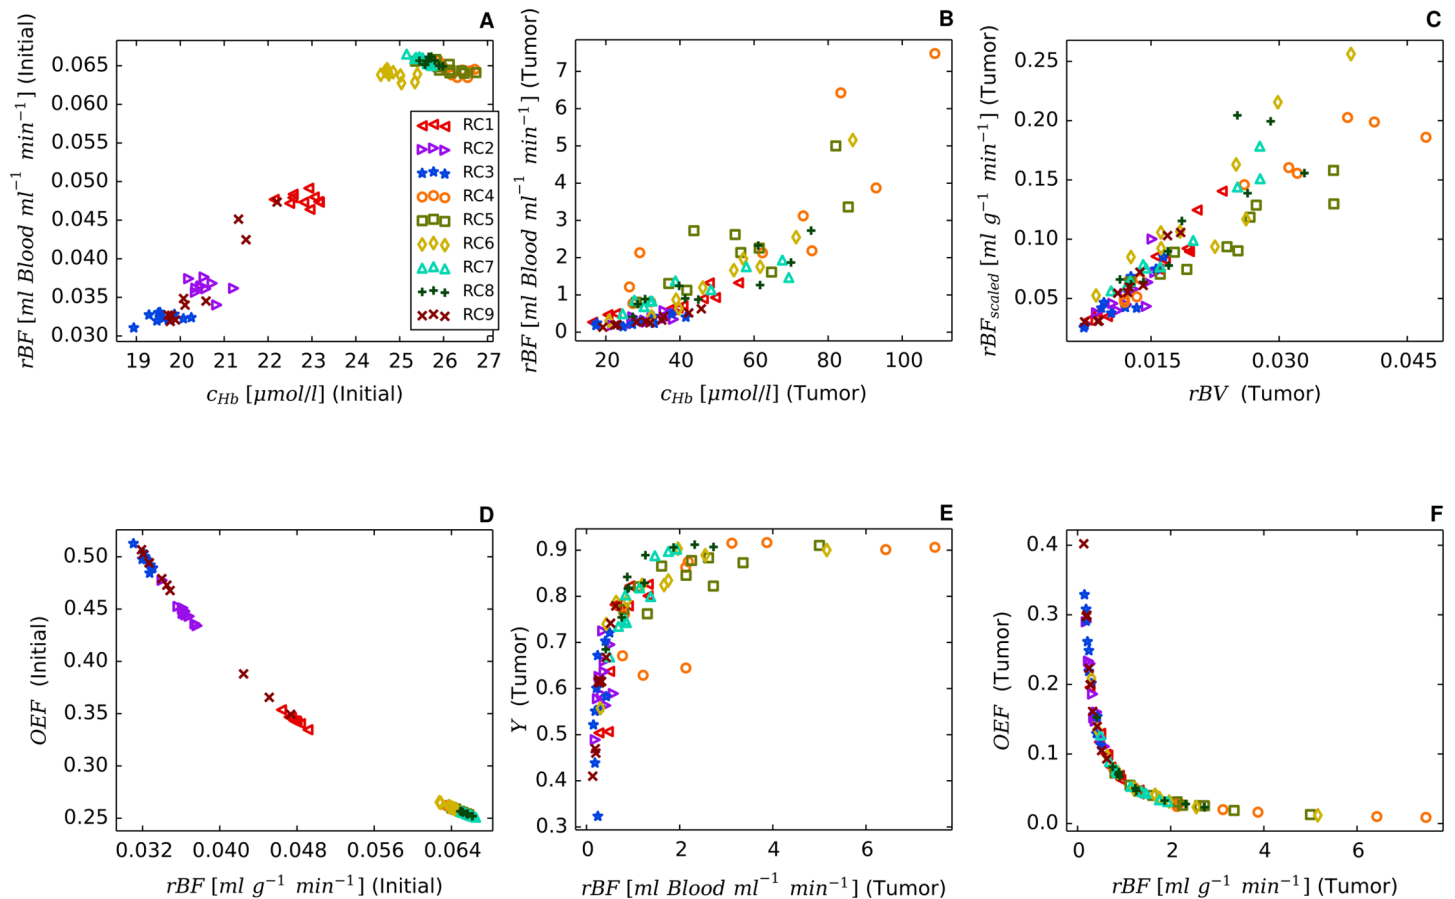 A
rBF [ml Blood ml⁻¹ min⁻¹] (Initial)
0.065
0.060
0.055
0.050
0.045
0.040
0.035
0.030
19 20 21 22 23 24 25 26 27
c_Hb [μmol/l] (Initial)
RC1
RC2
RC3
RC4
RC5
RC6
RC7
RC8
RC9
B
rBF [ml Blood ml⁻¹ min⁻¹] (Tumor)
7
6
5
4
3
2
1
0
20 40 60 80 100
c_Hb [μmol/l] (Tumor)
C
rBF_scaled [ml g⁻¹ min⁻¹] (Tumor)
0.25
0.20
0.15
0.10
0.05
0.015 0.030 0.045
rBV (Tumor)
D
OEF (Initial)
0.50
0.45
0.40
0.35
0.30
0.25
0.032 0.040 0.048 0.056 0.064
rBF [ml g⁻¹ min⁻¹] (Initial)
E
Y (Tumor)
0.9
0.8
0.7
0.6
0.5
0.4
0.3
0 2 4 6
rBF [ml Blood ml⁻¹ min⁻¹] (Tumor)
F
OEF (Tumor)
0.4
0.3
0.2
0.1
0.0
0 2 4 6
rBF [ml g⁻¹ min⁻¹] (Tumor)